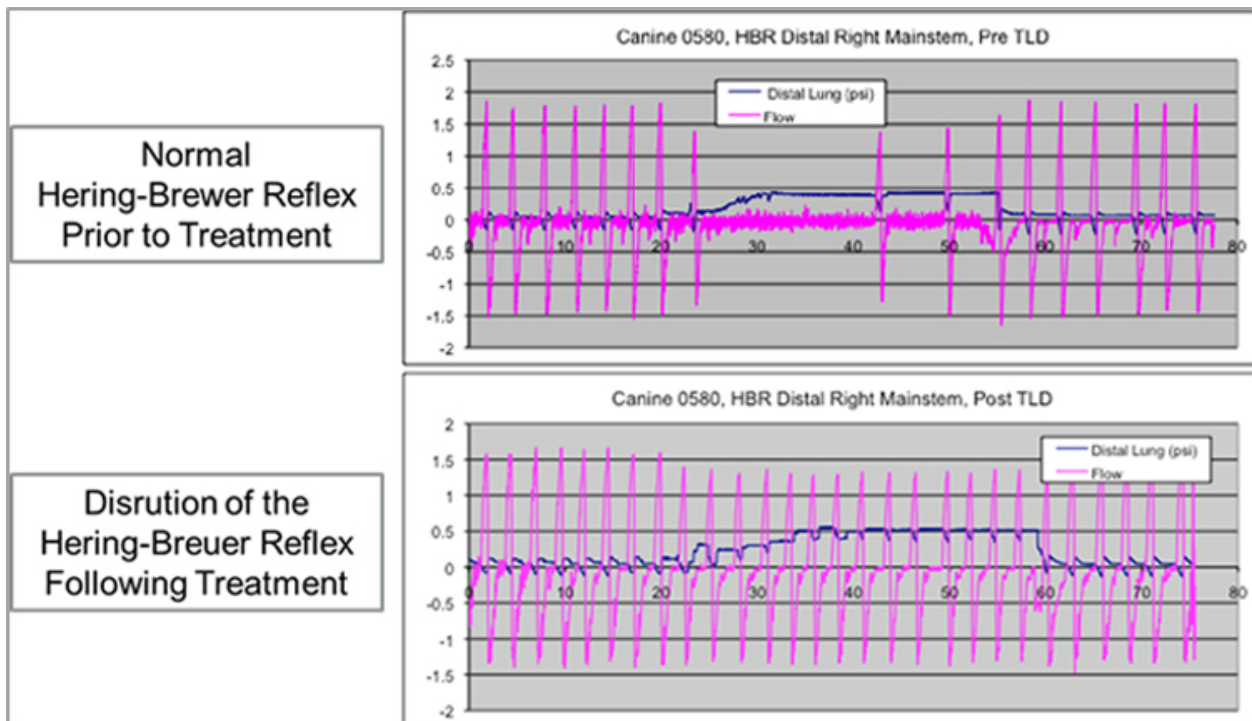 Normal
Hering-Brewer Reflex
Prior to Treatment
Canine 0580, HBR Distal Right Mainstem, Pre TLD
Distal Lung (psi)
Flow
2.5
2
1.5
1
0.5
0
-0.5
-1
-1.5
-2
0 10 20 30 40 50 60 70 80
Disrution of the
Hering-Breuer Reflex
Following Treatment
Canine 0580, HBR Distal Right Mainstem, Post TLD
Distal Lung (psi)
Flow
2
1.5
1
0.5
0
-0.5
-1
-1.5
-2
0 10 20 30 40 50 60 70 80